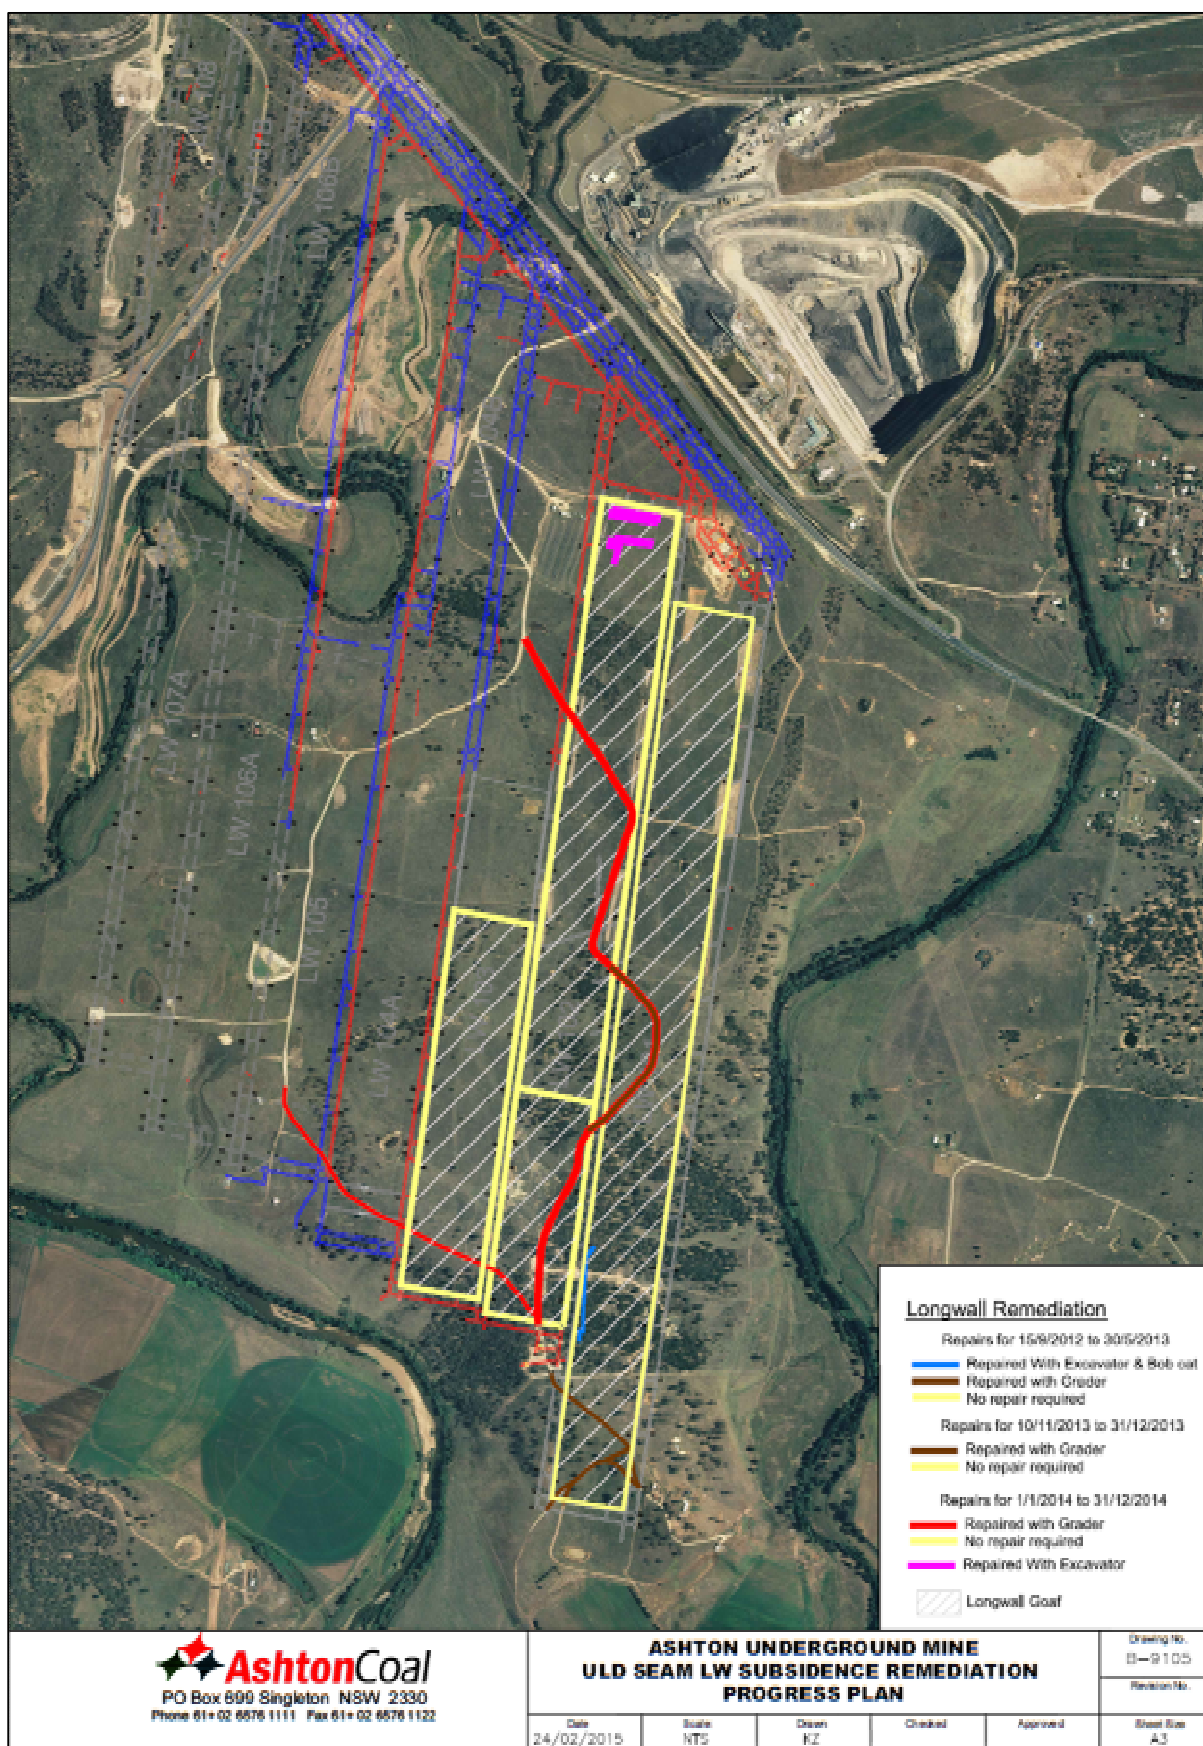 LW 108
LW 106B
LW 107A
LW 106A
LW 105
Longwall Remediation
Repairs for 15/8/2012 to 30/5/2013
Repaired With Excavator & Bob cat
Repaired with Grader
No repair required
Repairs for 10/11/2013 to 31/12/2013
Repaired with Grader
No repair required
Repairs for 1/1/2014 to 31/12/2014
Repaired with Grader
No repair required
Repaired With Excavator
Longwall Goaf
AshtonCoal
PO Box 699 Singleton NSW 2330
Phone 61+ 02 6576 1111 Fax 61+ 02 6576 1122
ASHTON UNDERGROUND MINE
ULD SEAM LW SUBSIDENCE REMEDIATION
PROGRESS PLAN
Drawing No.
B-9105
Revision No.
Date
24/02/2015
Scale
NTS
Drawn
KZ
Checked
Approved
Sheet Size
A3